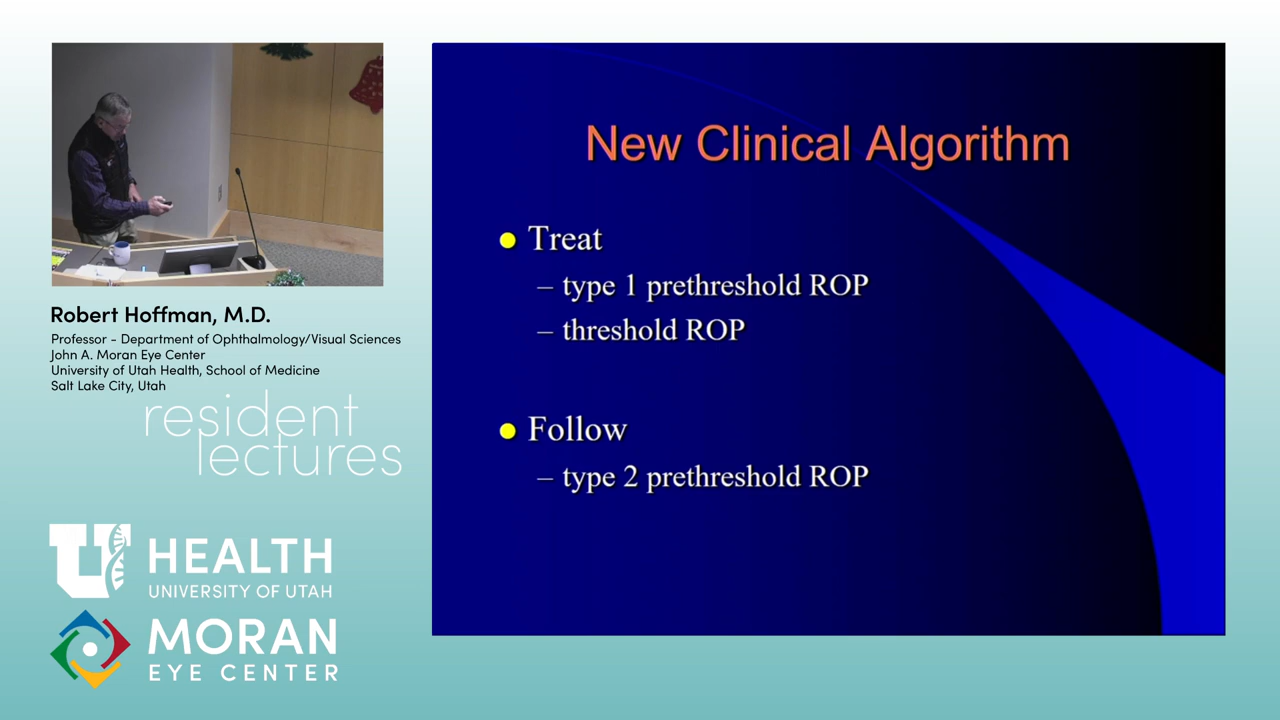 Robert Hoffman, M.D.
Professor - Department of Ophthalmology/Visual Sciences
John A. Moran Eye Center
University of Utah Health, School of Medicine
Salt Lake City, Utah
resident
lectures
U
HEALTH
UNIVERSITY OF UTAH
MORAN
EYE CENTER
New Clinical Algorithm
Treat
– type 1 prethreshold ROP
– threshold ROP
Follow
– type 2 prethreshold ROP